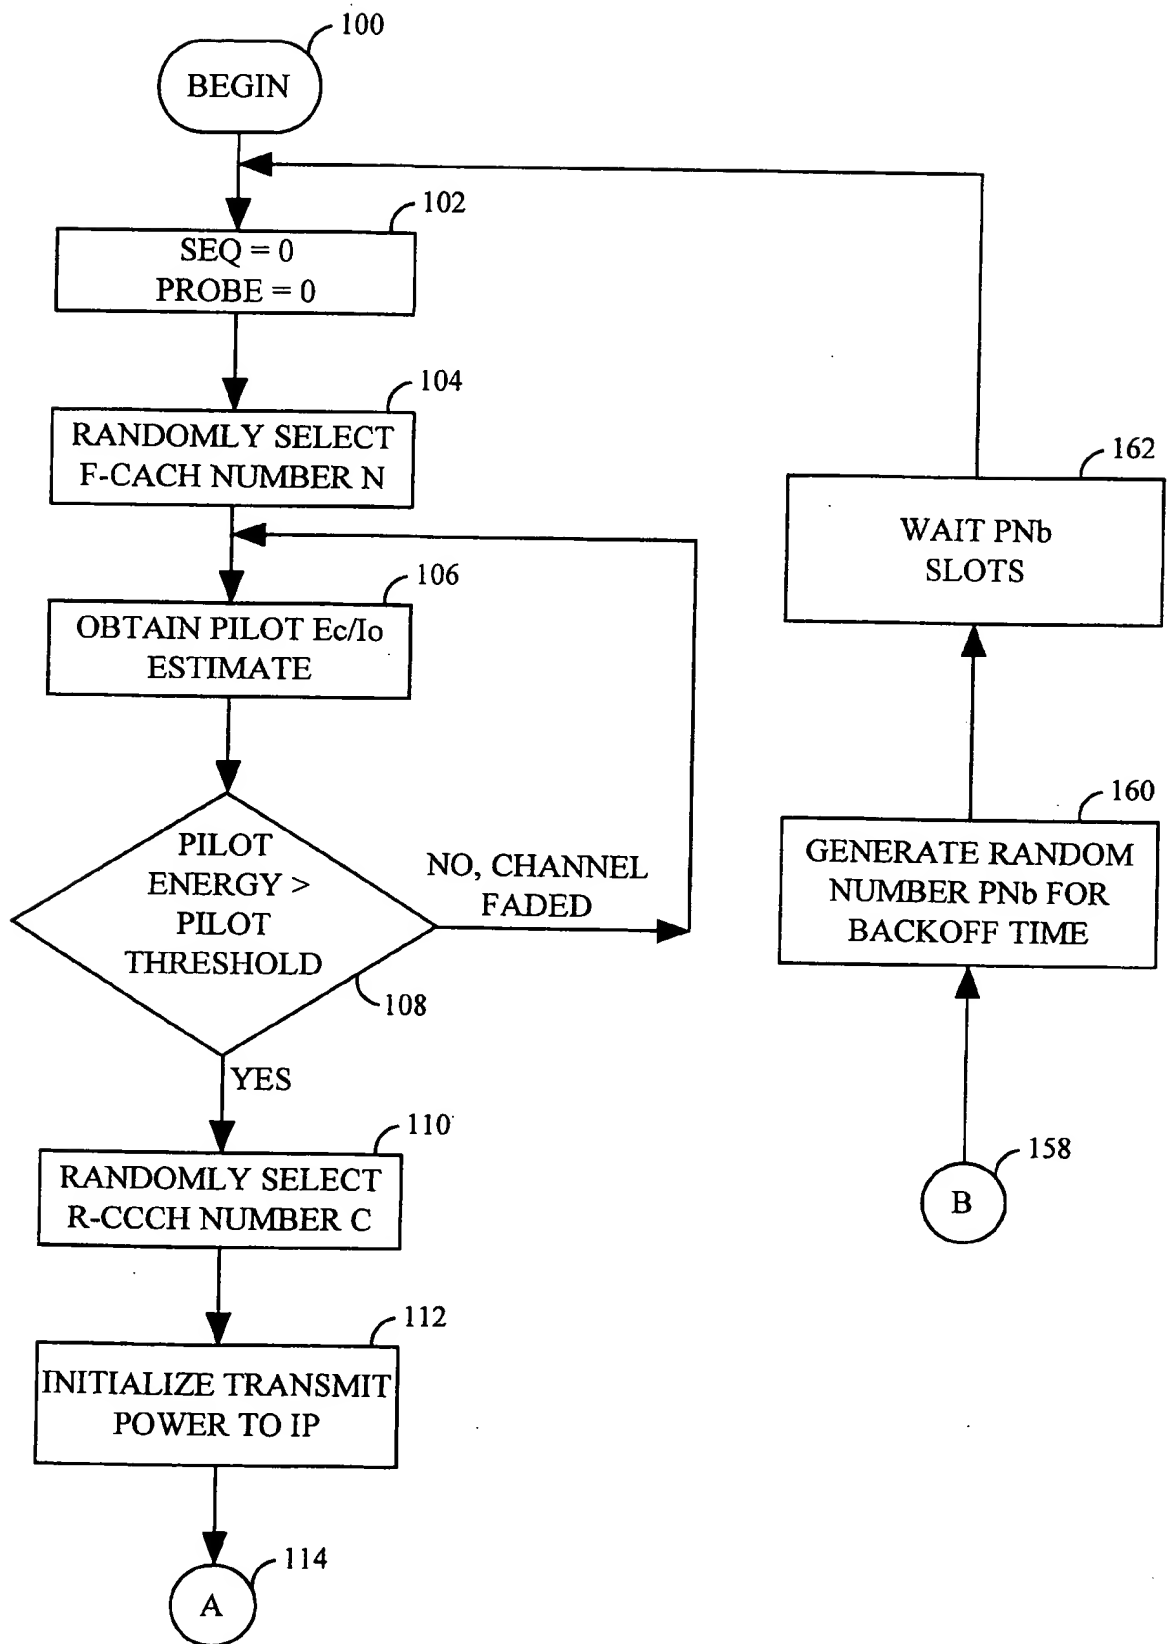 100
BEGIN
102
SEQ = 0
PROBE = 0
104
RANDOMLY SELECT
F-CACH NUMBER N
106
OBTAIN PILOT Ec/Io
ESTIMATE
PILOT
ENERGY >
PILOT
THRESHOLD
108
NO, CHANNEL
FADED
YES
110
RANDOMLY SELECT
R-CCCH NUMBER C
112
INITIALIZE TRANSMIT
POWER TO IP
114
A
162
WAIT PNb
SLOTS
160
GENERATE RANDOM
NUMBER PNb FOR
BACKOFF TIME
158
B